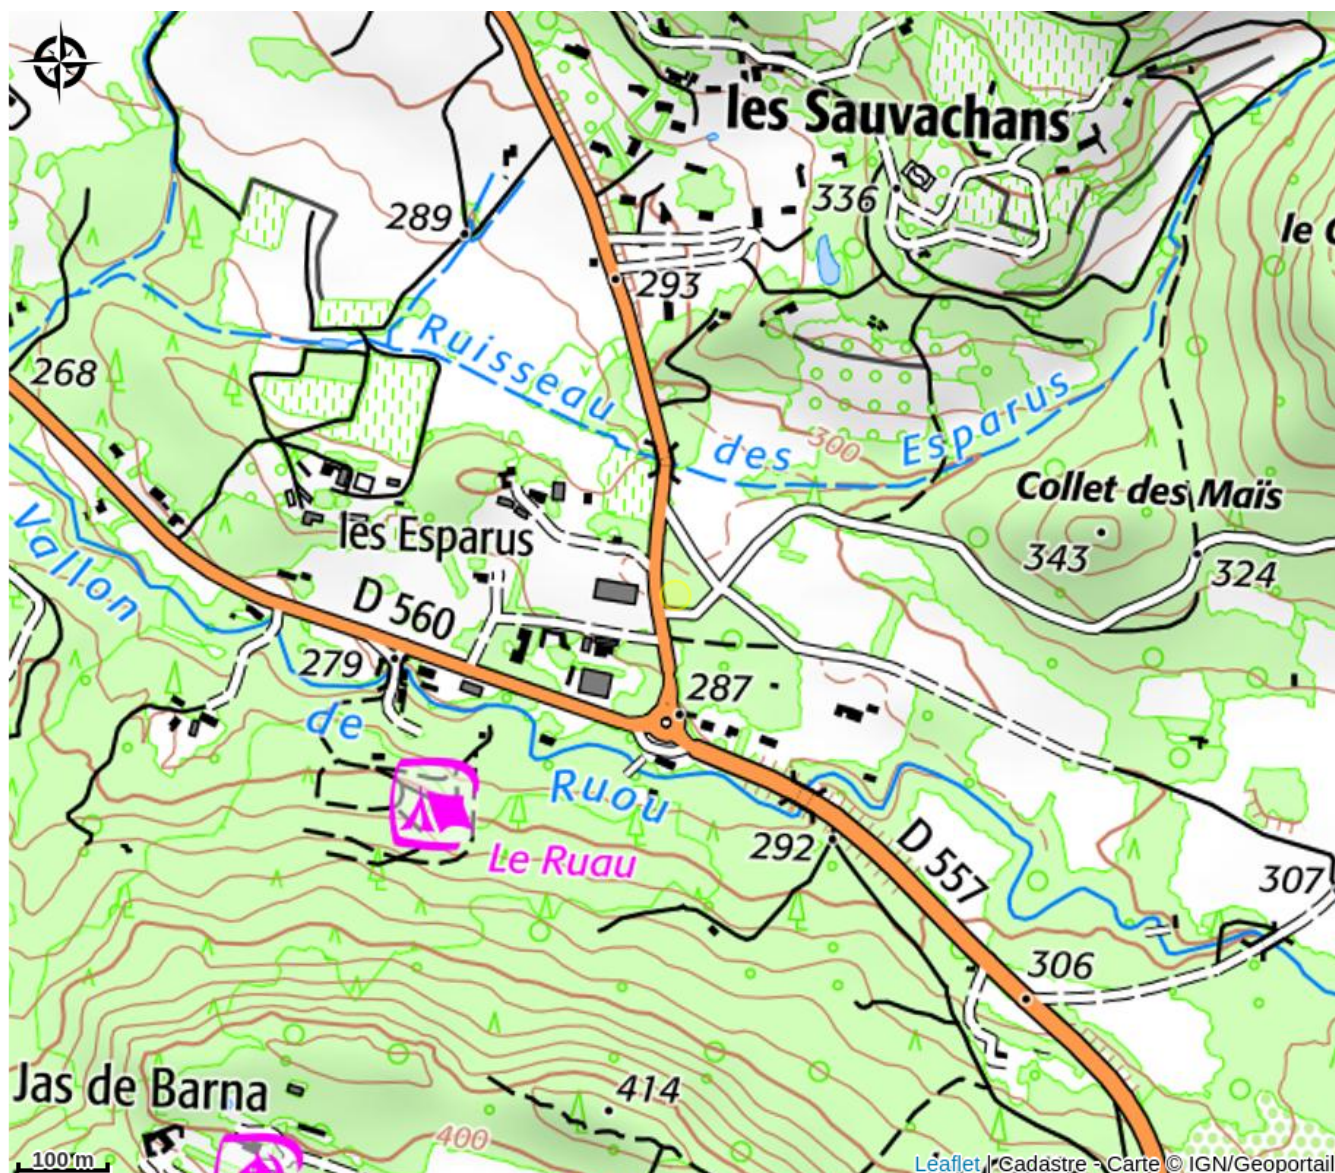 les Sauvachans
289
336
le
293
Ruisseau
des
Esparus
300
268
Collet des Maïs
343
324
les Esparus
Vallon
D 560
279
287
de
Ruou
Le Ruau
292
D 557
307
306
Jas de Barna
414
400
100 m
Leaflet | Cadastre - Carte © IGN/Geoportail